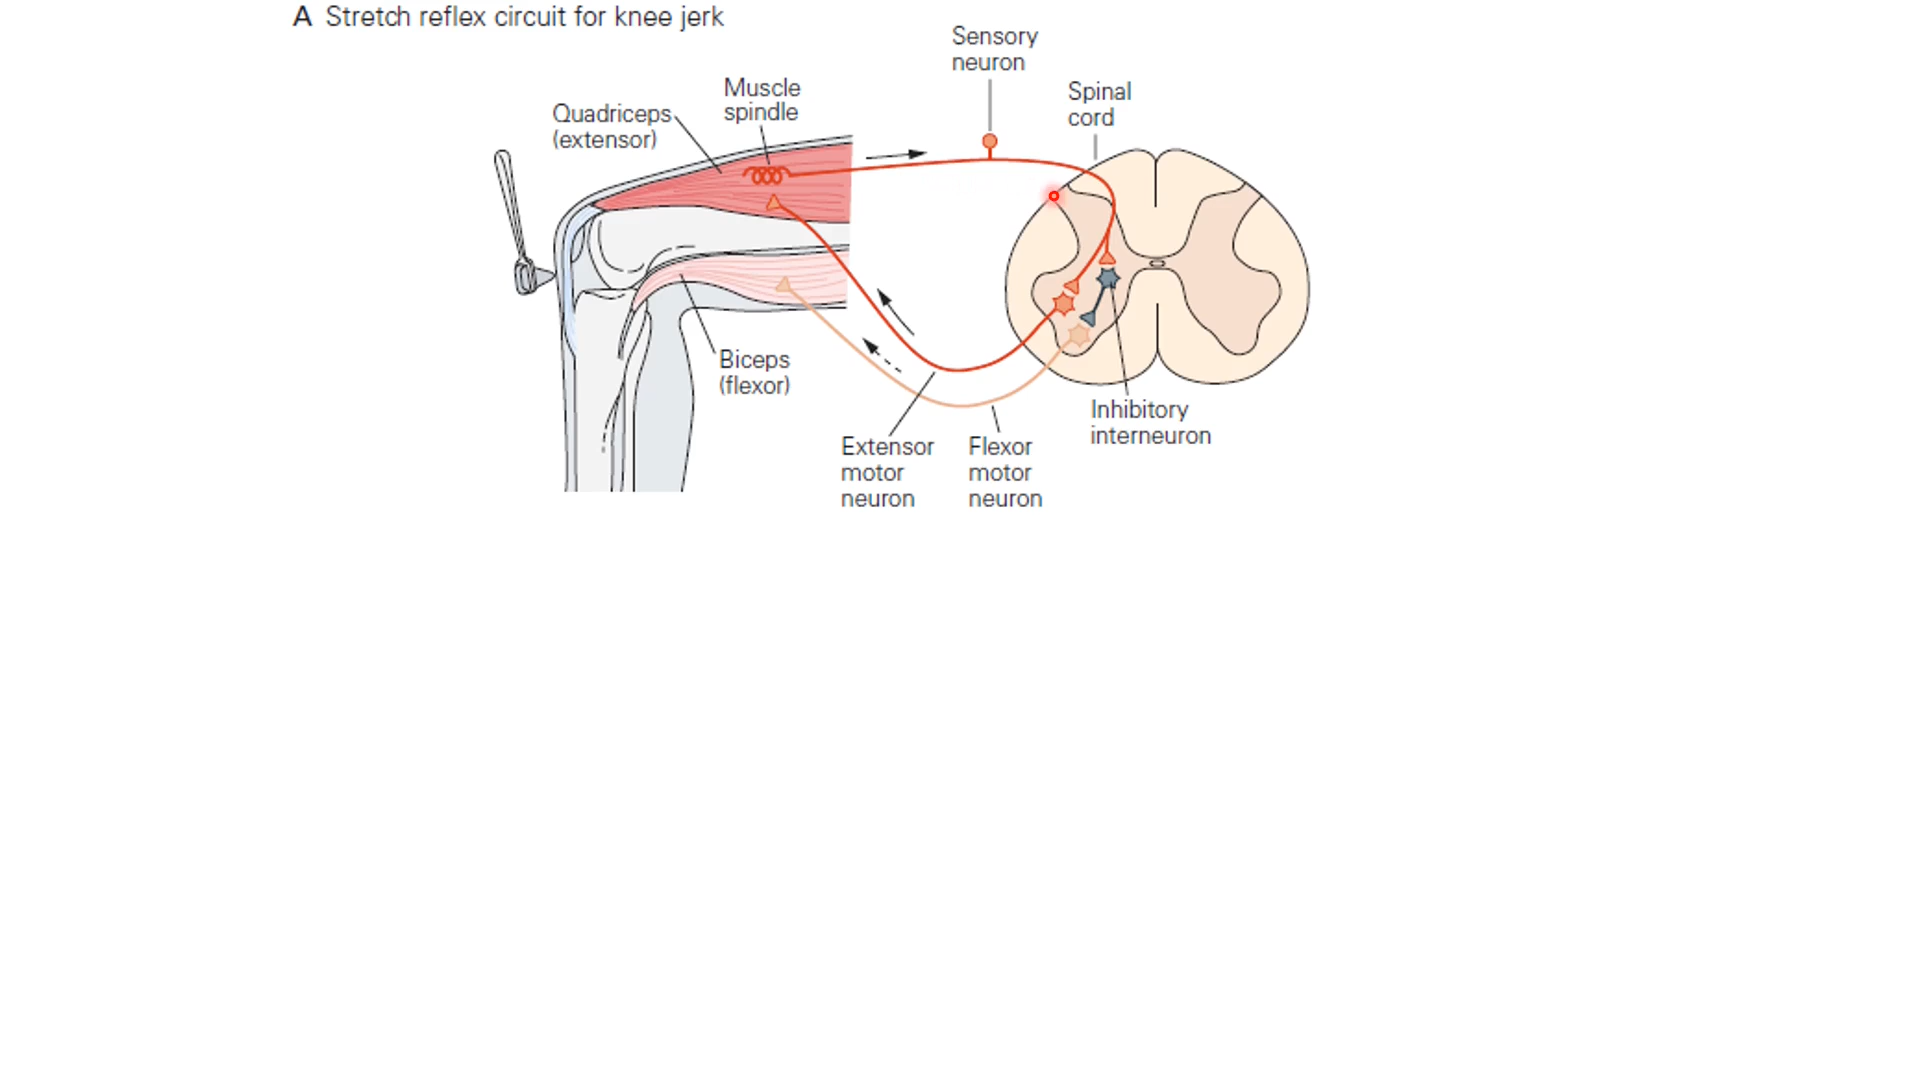 A Stretch reflex circuit for knee jerk
Sensory
neuron
Muscle
spindle
Spinal
cord
Quadriceps
(extensor)
Biceps
(flexor)
Inhibitory
interneuron
Extensor
motor
neuron
Flexor
motor
neuron